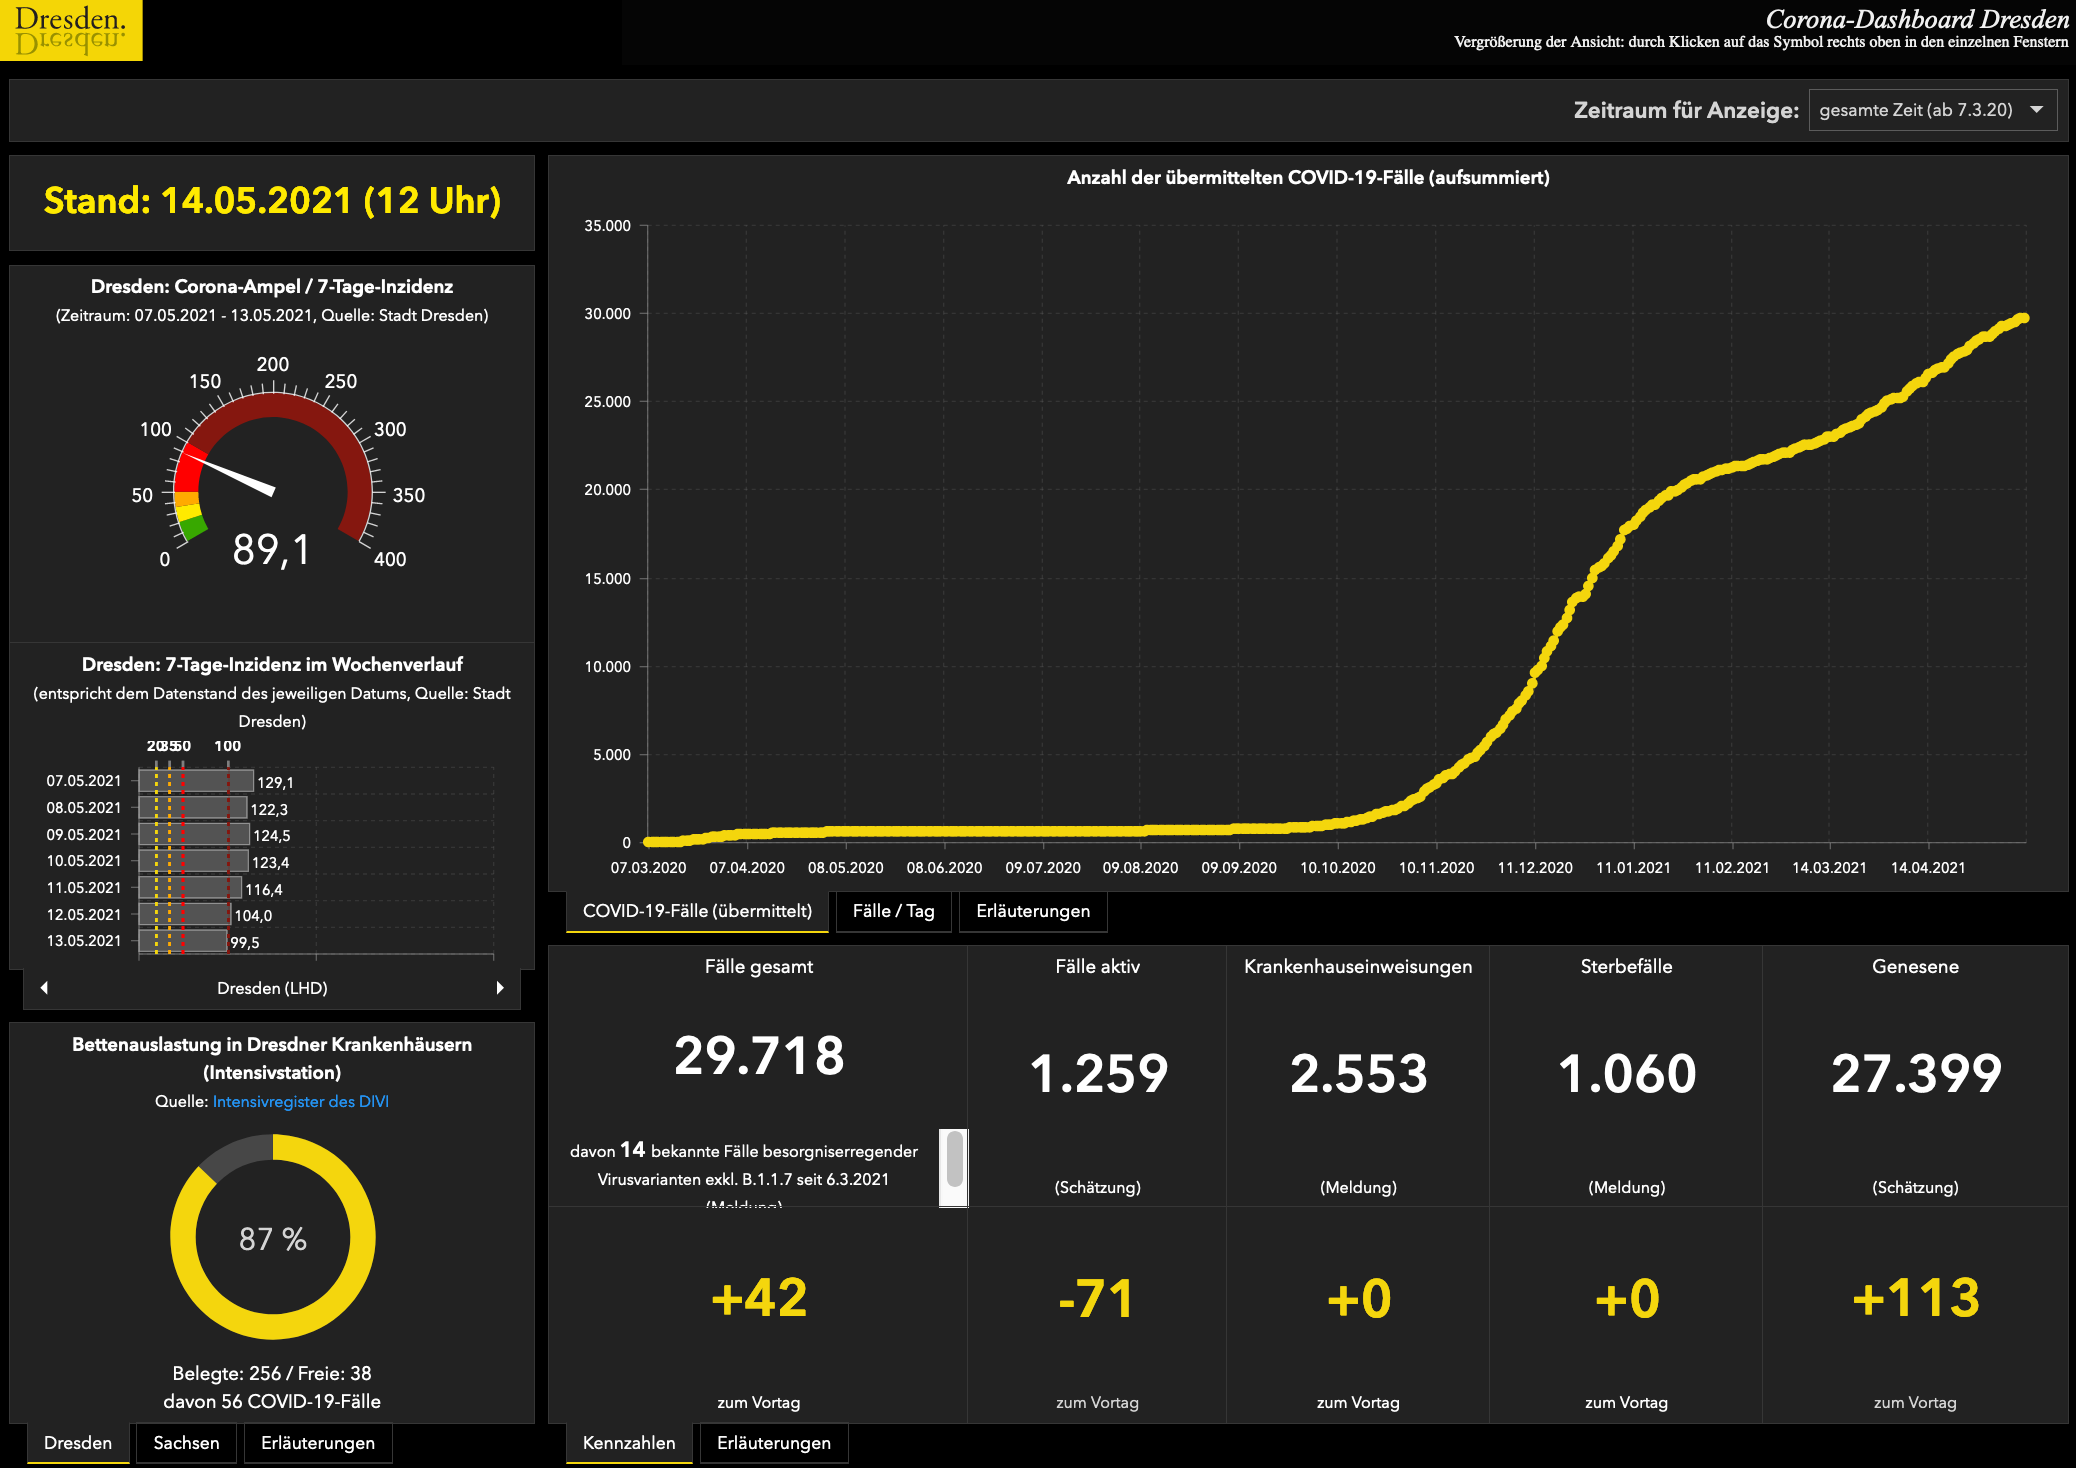 Dresden.
Dresden.
Corona-Dashboard Dresden
Vergrößerung der Ansicht: durch Klicken auf das Symbol rechts oben in den einzelnen Fenstern
Zeitraum für Anzeige: gesamte Zeit (ab 7.3.20)
Stand: 14.05.2021 (12 Uhr)
Dresden: Corona-Ampel / 7-Tage-Inzidenz
(Zeitraum: 07.05.2021 - 13.05.2021, Quelle: Stadt Dresden)
0
50
100
150
200
250
300
350
400
89,1
Dresden: 7-Tage-Inzidenz im Wochenverlauf
(entspricht dem Datenstand des jeweiligen Datums, Quelle: Stadt
Dresden)
20 35 50 100
07.05.2021 129,1
08.05.2021 122,3
09.05.2021 124,5
10.05.2021 123,4
11.05.2021 116,4
12.05.2021 104,0
13.05.2021 99,5
Dresden (LHD)
Bettenauslastung in Dresdner Krankenhäusern
(Intensivstation)
Quelle: Intensivregister des DIVI
87 %
Belegte: 256 / Freie: 38
davon 56 COVID-19-Fälle
Dresden Sachsen Erläuterungen
Anzahl der übermittelten COVID-19-Fälle (aufsummiert)
35.000
30.000
25.000
20.000
15.000
10.000
5.000
0
07.03.2020 07.04.2020 08.05.2020 08.06.2020 09.07.2020 09.08.2020 09.09.2020 10.10.2020 10.11.2020 11.12.2020 11.01.2021 11.02.2021 14.03.2021 14.04.2021
COVID-19-Fälle (übermittelt) Fälle / Tag Erläuterungen
Fälle gesamt
29.718
davon 14 bekannte Fälle besorgniserregender
Virusvarianten exkl. B.1.1.7 seit 6.3.2021
(Meldung)
+42
zum Vortag
Fälle aktiv
1.259
(Schätzung)
-71
zum Vortag
Krankenhauseinweisungen
2.553
(Meldung)
+0
zum Vortag
Sterbefälle
1.060
(Meldung)
+0
zum Vortag
Genesene
27.399
(Schätzung)
+113
zum Vortag
Kennzahlen Erläuterungen